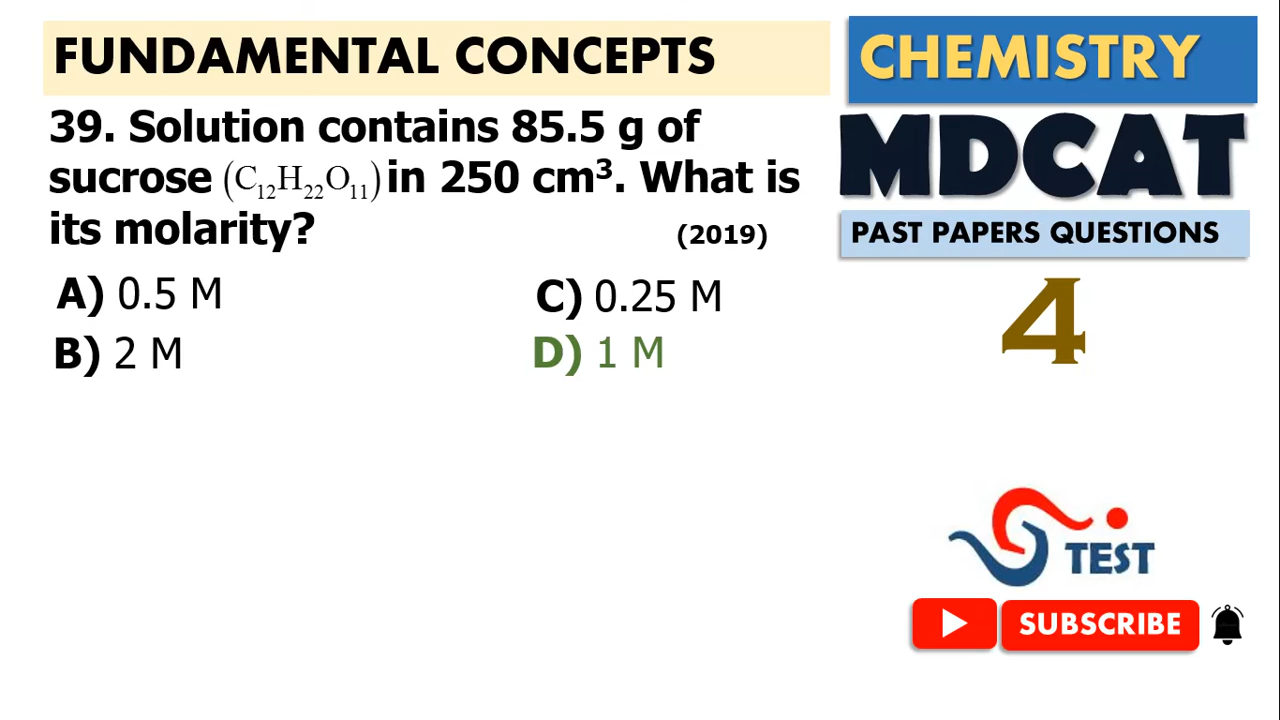 FUNDAMENTAL CONCEPTS
39. Solution contains 85.5 g of
sucrose (C₁₂H₂₂O₁₁) in 250 cm³. What is
its molarity? (2019)
A) 0.5 M
C) 0.25 M
B) 2 M
D) 1 M
CHEMISTRY
MDCAT
PAST PAPERS QUESTIONS
4
TEST
SUBSCRIBE